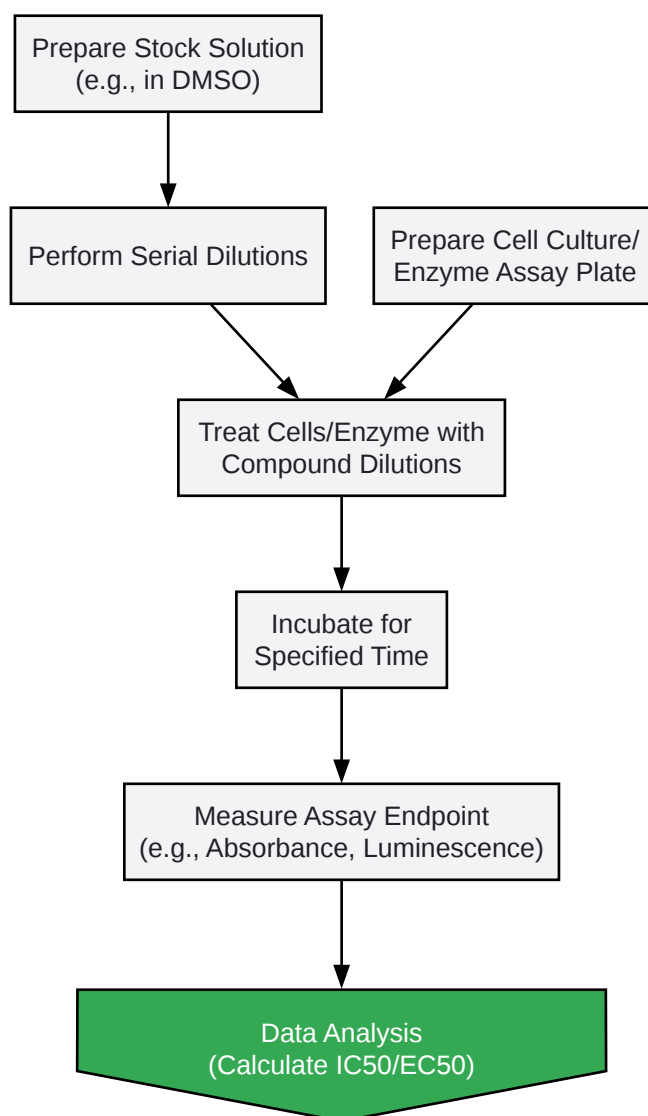 Prepare Stock Solution
(e.g., in DMSO)
Perform Serial Dilutions
Prepare Cell Culture/
Enzyme Assay Plate
Treat Cells/Enzyme with
Compound Dilutions
Incubate for
Specified Time
Measure Assay Endpoint
(e.g., Absorbance, Luminescence)
Data Analysis
(Calculate IC50/EC50)